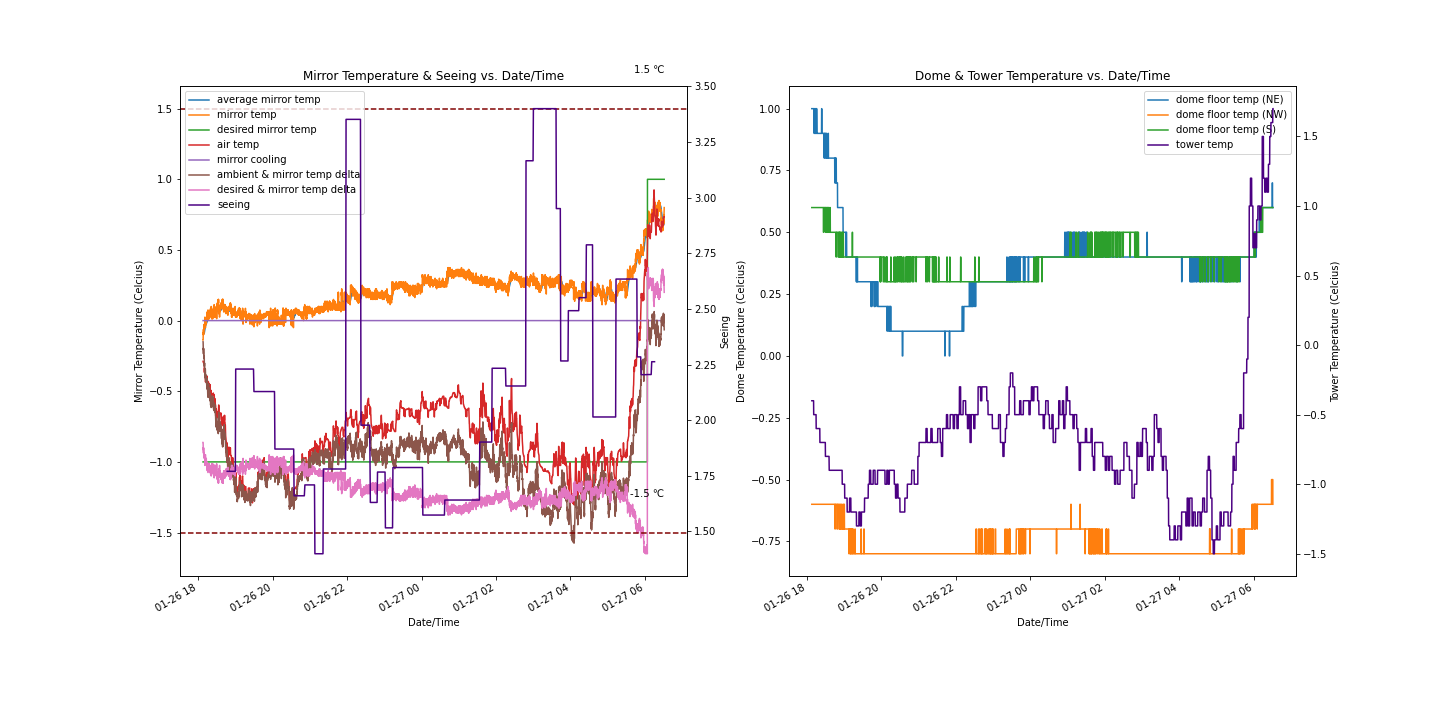 1.5 °C
Mirror Temperature & Seeing vs. Date/Time
average mirror temp
mirror temp
desired mirror temp
air temp
mirror cooling
ambient & mirror temp delta
desired & mirror temp delta
seeing
1.5
1.0
0.5
0.0
−0.5
−1.0
−1.5
Mirror Temperature (Celcius)
3.50
3.25
3.00
2.75
2.50
2.25
2.00
1.75
1.50
Seeing
-1.5 °C
01-26 18
01-26 20
01-26 22
01-27 00
01-27 02
01-27 04
01-27 06
Date/Time
Dome & Tower Temperature vs. Date/Time
dome floor temp (NE)
dome floor temp (NW)
dome floor temp (S)
tower temp
1.00
0.75
0.50
0.25
0.00
−0.25
−0.50
−0.75
Dome Temperature (Celcius)
1.5
1.0
0.5
0.0
−0.5
−1.0
−1.5
Tower Temperature (Celcius)
01-26 18
01-26 20
01-26 22
01-27 00
01-27 02
01-27 04
01-27 06
Date/Time